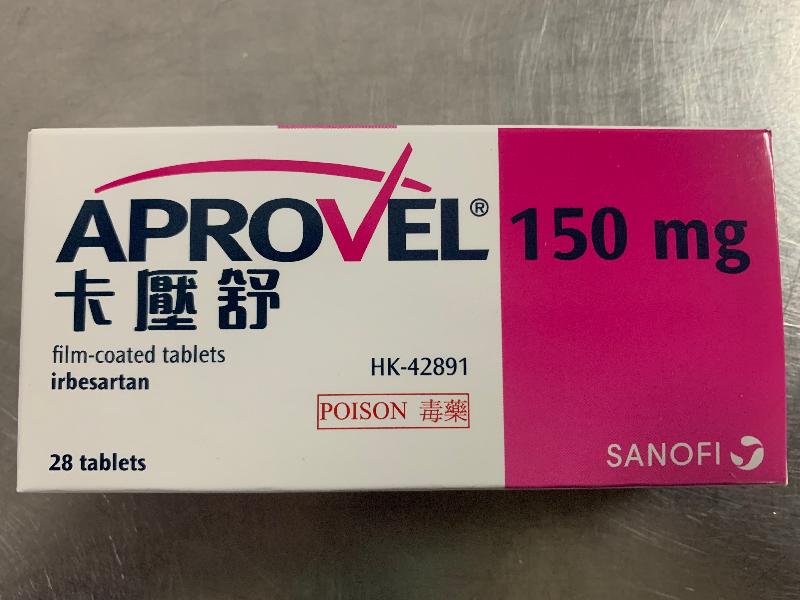 APROVEL® 150 mg
卡壓舒
film-coated tablets
irbesartan
HK-42891
POISON 毒藥
28 tablets
SANOFI